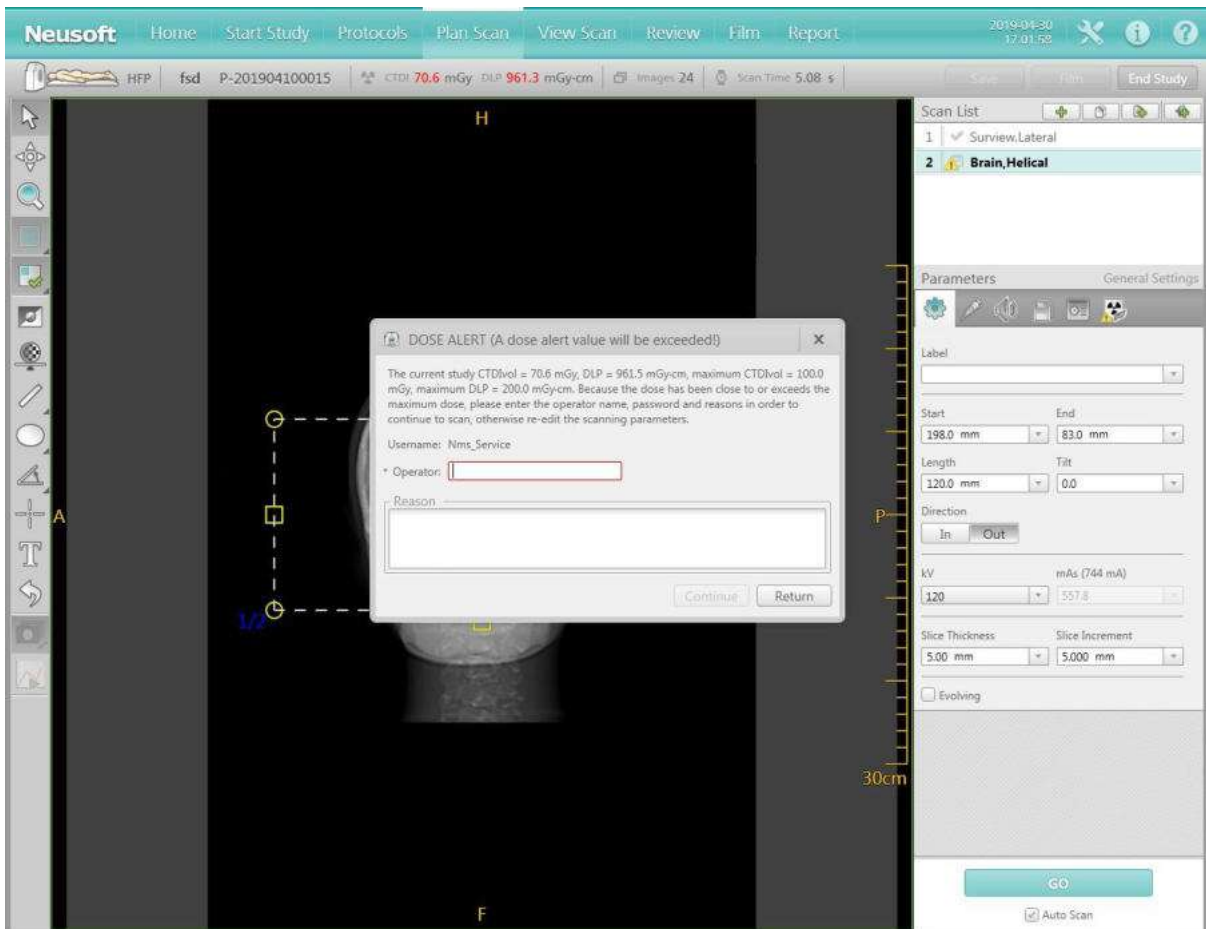 Neusoft Home Start Study Protocols Plan Scan View Scan Review Film Report 2019-04-30
17:01:58
HFP fsd P-201904100015 CTDI 70.6 mGy DLP 961.3 mGy-cm Images 24 Scan Time 5.08 s Save Film End Study
H
Scan List
1 Surview,Lateral
2 Brain,Helical
Parameters General Settings
Label
Start End
198.0 mm 83.0 mm
Length Tilt
120.0 mm 0.0
Direction
In Out
kV mAs (744 mA)
120 557.8
Slice Thickness Slice Increment
5.00 mm 5.000 mm
Evolving
GO
Auto Scan
DOSE ALERT (A dose alert value will be exceeded!)
The current study CTDIvol = 70.6 mGy, DLP = 961.5 mGy-cm, maximum CTDIvol = 100.0
mGy, maximum DLP = 200.0 mGy-cm. Because the dose has been close to or exceeds the
maximum dose, please enter the operator name, password and reasons in order to
continue to scan, otherwise re-edit the scanning parameters.
Username: Nms_Service
* Operator:
Reason
Continue Return
A
P
1/2
30cm
F